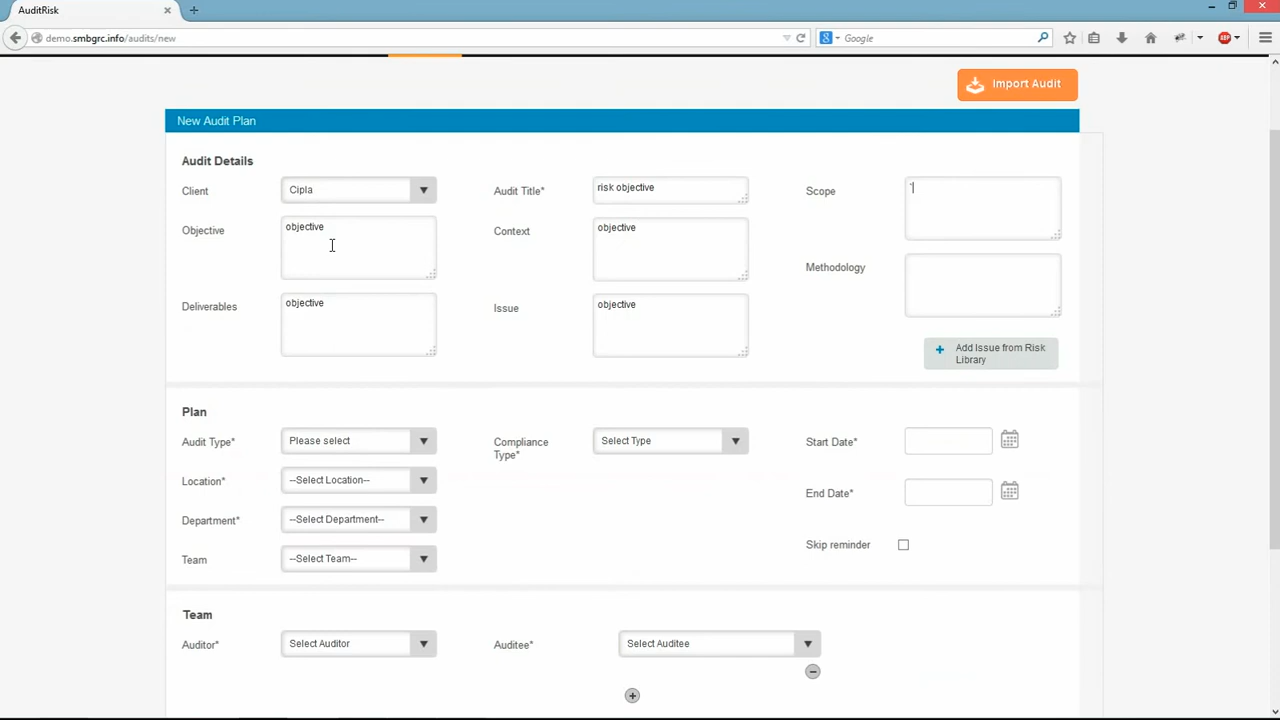 AuditRisk
demo.smbgrc.info/audits/new
Google
Import Audit
New Audit Plan
Audit Details
Client
Cipla
Audit Title*
risk objective
Scope
Objective
objective
Context
objective
Methodology
Deliverables
objective
Issue
objective
Add Issue from Risk
Library
Plan
Audit Type*
Please select
Compliance
Type*
Select Type
Start Date*
Location*
--Select Location--
End Date*
Department*
--Select Department--
Skip reminder
Team
--Select Team--
Team
Auditor*
Select Auditor
Auditee*
Select Auditee